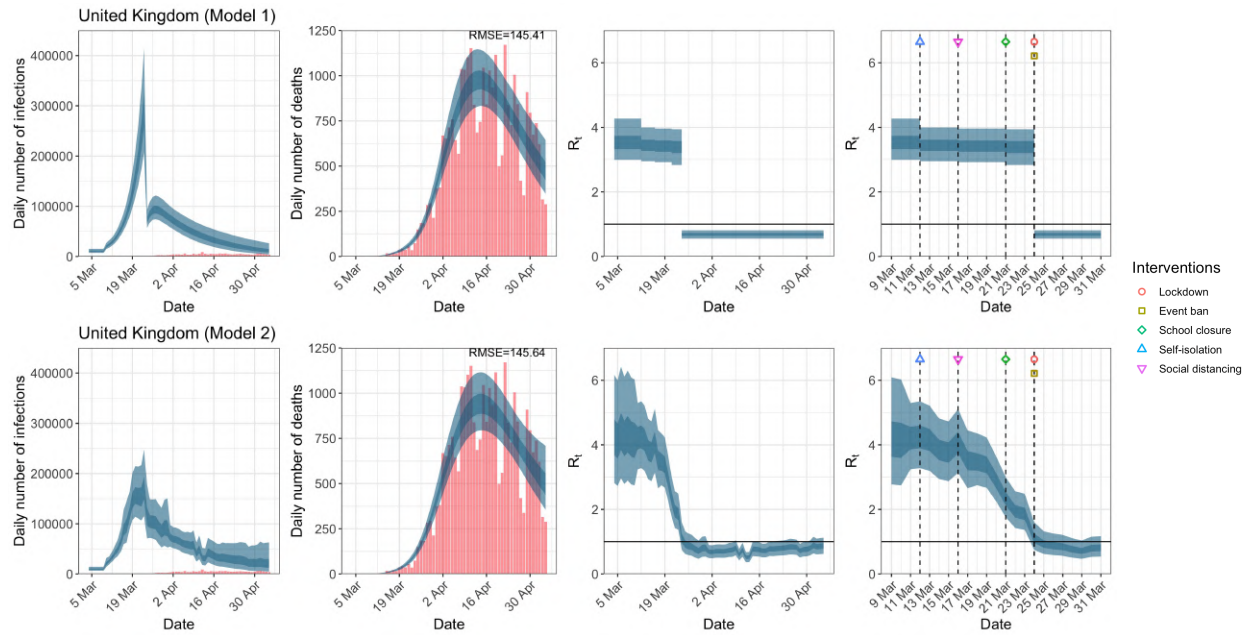 United Kingdom (Model 1)
Daily number of infections
400000
300000
200000
100000
0
5 Mar
19 Mar
2 Apr
16 Apr
30 Apr
Date
Daily number of deaths
1250
1000
750
500
250
0
RMSE=145.41
5 Mar
19 Mar
2 Apr
16 Apr
30 Apr
Date
Rt
6
4
2
0
5 Mar
19 Mar
2 Apr
16 Apr
30 Apr
Date
Rt
6
4
2
0
9 Mar
11 Mar
13 Mar
15 Mar
17 Mar
19 Mar
21 Mar
23 Mar
25 Mar
27 Mar
29 Mar
31 Mar
Date
United Kingdom (Model 2)
Daily number of infections
400000
300000
200000
100000
0
5 Mar
19 Mar
2 Apr
16 Apr
30 Apr
Date
Daily number of deaths
1250
1000
750
500
250
0
RMSE=145.64
5 Mar
19 Mar
2 Apr
16 Apr
30 Apr
Date
Rt
6
4
2
0
5 Mar
19 Mar
2 Apr
16 Apr
30 Apr
Date
Rt
6
4
2
0
9 Mar
11 Mar
13 Mar
15 Mar
17 Mar
19 Mar
21 Mar
23 Mar
25 Mar
27 Mar
29 Mar
31 Mar
Date
Interventions
Lockdown
Event ban
School closure
Self-isolation
Social distancing